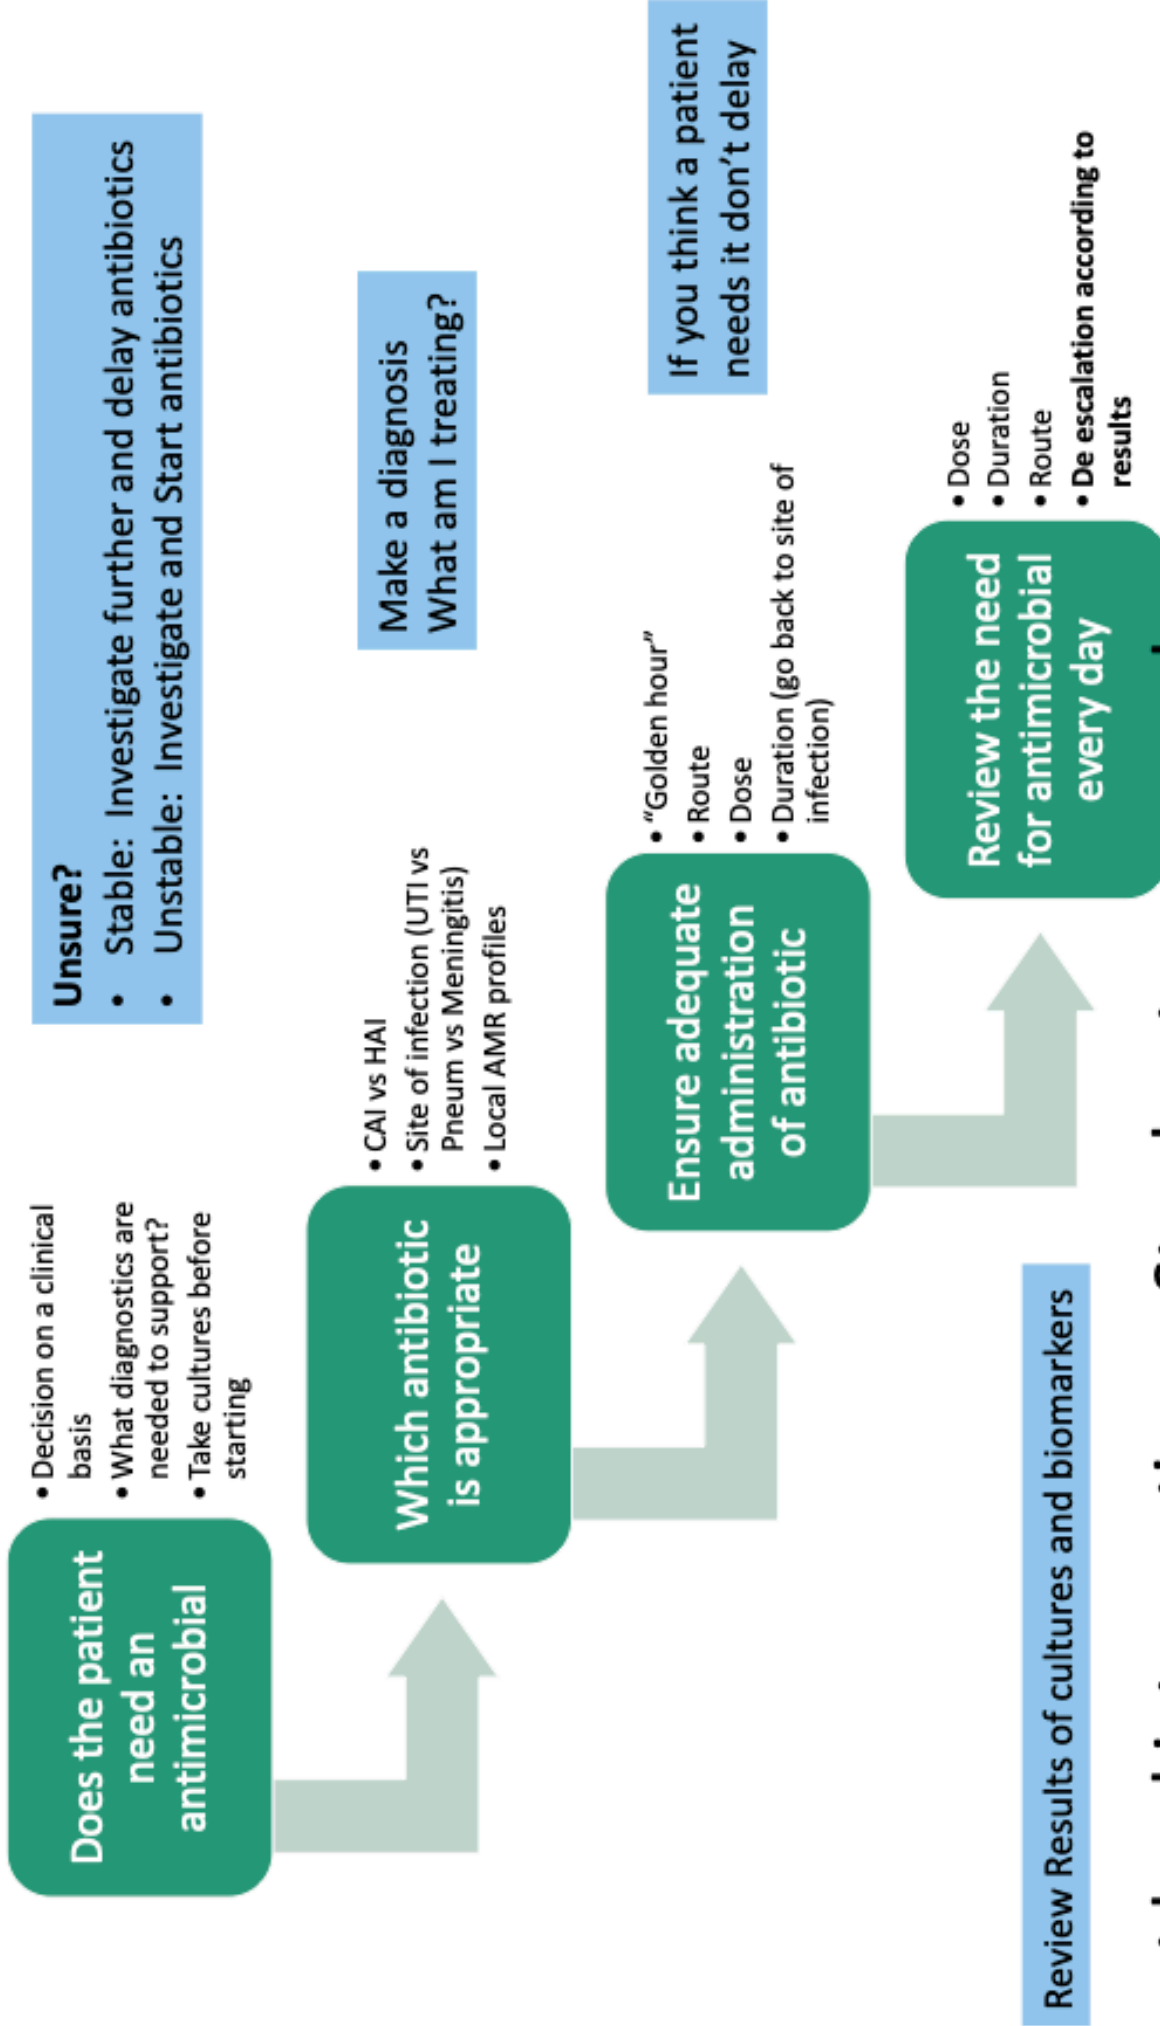 Does the patient
need an
antimicrobial
• Decision on a clinical
basis
• What diagnostics are
needed to support?
• Take cultures before
starting
Unsure?
• Stable: Investigate further and delay antibiotics
• Unstable: Investigate and Start antibiotics
Which antibiotic
is appropriate
• CAI vs HAI
• Site of infection (UTI vs
Pneum vs Meningitis)
• Local AMR profiles
Make a diagnosis
What am I treating?
Ensure adequate
administration
of antibiotic
• “Golden hour”
• Route
• Dose
• Duration (go back to site of
infection)
If you think a patient
needs it don’t delay
Review the need
for antimicrobial
every day
• Dose
• Duration
• Route
• De escalation according to
results
Review Results of cultures and biomarkers